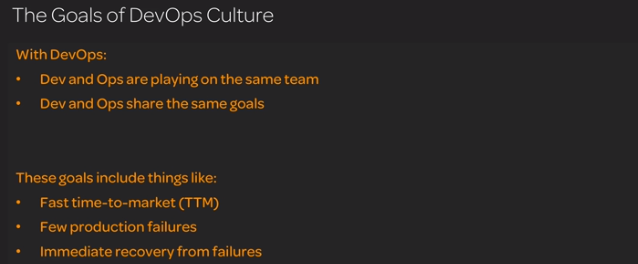 The Goals of DevOps Culture
With DevOps:
• Dev and Ops are playing on the same team
• Dev and Ops share the same goals
These goals include things like:
• Fast time-to-market (TTM)
• Few production failures
• Immediate recovery from failures